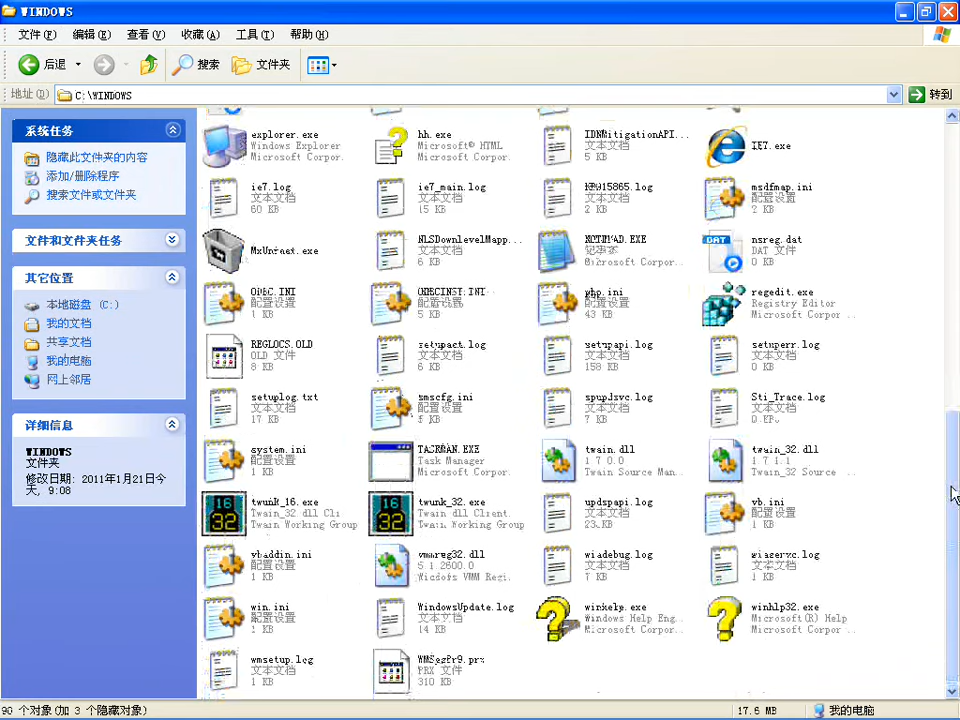 WINDOWS
文件(F) 编辑(E) 查看(V) 收藏(A) 工具(T) 帮助(H)
后退 搜索 文件夹
地址(D) C:\WINDOWS 转到
系统任务
隐藏此文件夹的内容
添加/删除程序
搜索文件或文件夹
文件和文件夹任务
其它位置
本地磁盘 (C:)
我的文档
共享文档
我的电脑
网上邻居
详细信息
WINDOWS
文件夹
修改日期: 2011年1月21日今
天, 9:08
explorer.exe
Windows Explorer
Microsoft Corpor.
hh.exe
Microsoft© HTML
Microsoft Corpor.
IDNMitigationAPI...
文本文档
5 KB
IE7.exe
ie7.log
文本文档
60 KB
ie7_main.log
文本文档
15 KB
文本文档
2 KB
msdfmap.ini
配置设置
2 KB
NLSDownlevelMapp...
文本文档
6 KB
NOTEPAD.EXE
记事本
Microsoft Corpor..
nsreg.dat
DAT 文件
0 KB
ODBC.INI
配置设置
1 KB
ODBCINST.INI
配置设置
5 KB
php.ini
配置设置
43 KB
regedit.exe
Registry Editor
Microsoft Corpor ..
REGLOCS.OLD
OLD 文件
8 KB
setupact.log
文本文档
6 KB
setupapi.log
文本文档
158 KB
setuperr.log
文本文档
0 KB
setuplog.txt
文本文档
17 KB
smscfg.ini
配置设置
文本文档
7 KB
Sti_Trace.log
文本文档
0 KB
system.ini
配置设置
1 KB
TASKMAN.EXE
Task Manager
Microsoft Corpor.
twain.dll
1.7.0.0
Twain Source Man..
twain_32.dll
1.7.1.1
Twain_32 Source ..
twunk_16.exe
Twain_32.dll Cli
Twain Working Group
twunk_32.exe
Twain_32.dll Client.
Twain Working Group
updspapi.log
文本文档
23 KB
vb.ini
配置设置
1 KB
vbaddin.ini
配置设置
1 KB
vmmreg32.dll
5.1.2600.0
Windows VMM Regi.
wiadebug.log
文本文档
7 KB
wiaservc.log
文本文档
1 KB
win.ini
配置设置
WindowsUpdate.log
文本文档
14 KB
winhelp.exe
Windows Help Eng..
Microsoft Corpor..
winhlp32.exe
Microsoft(R) Help
Microsoft Corpor ..
wmsetup.log
文本文档
1 KB
WMSysPr9.prx
PRX 文件
310 KB
90 个对象(加 3 个隐藏对象) 17.6 MB 我的电脑